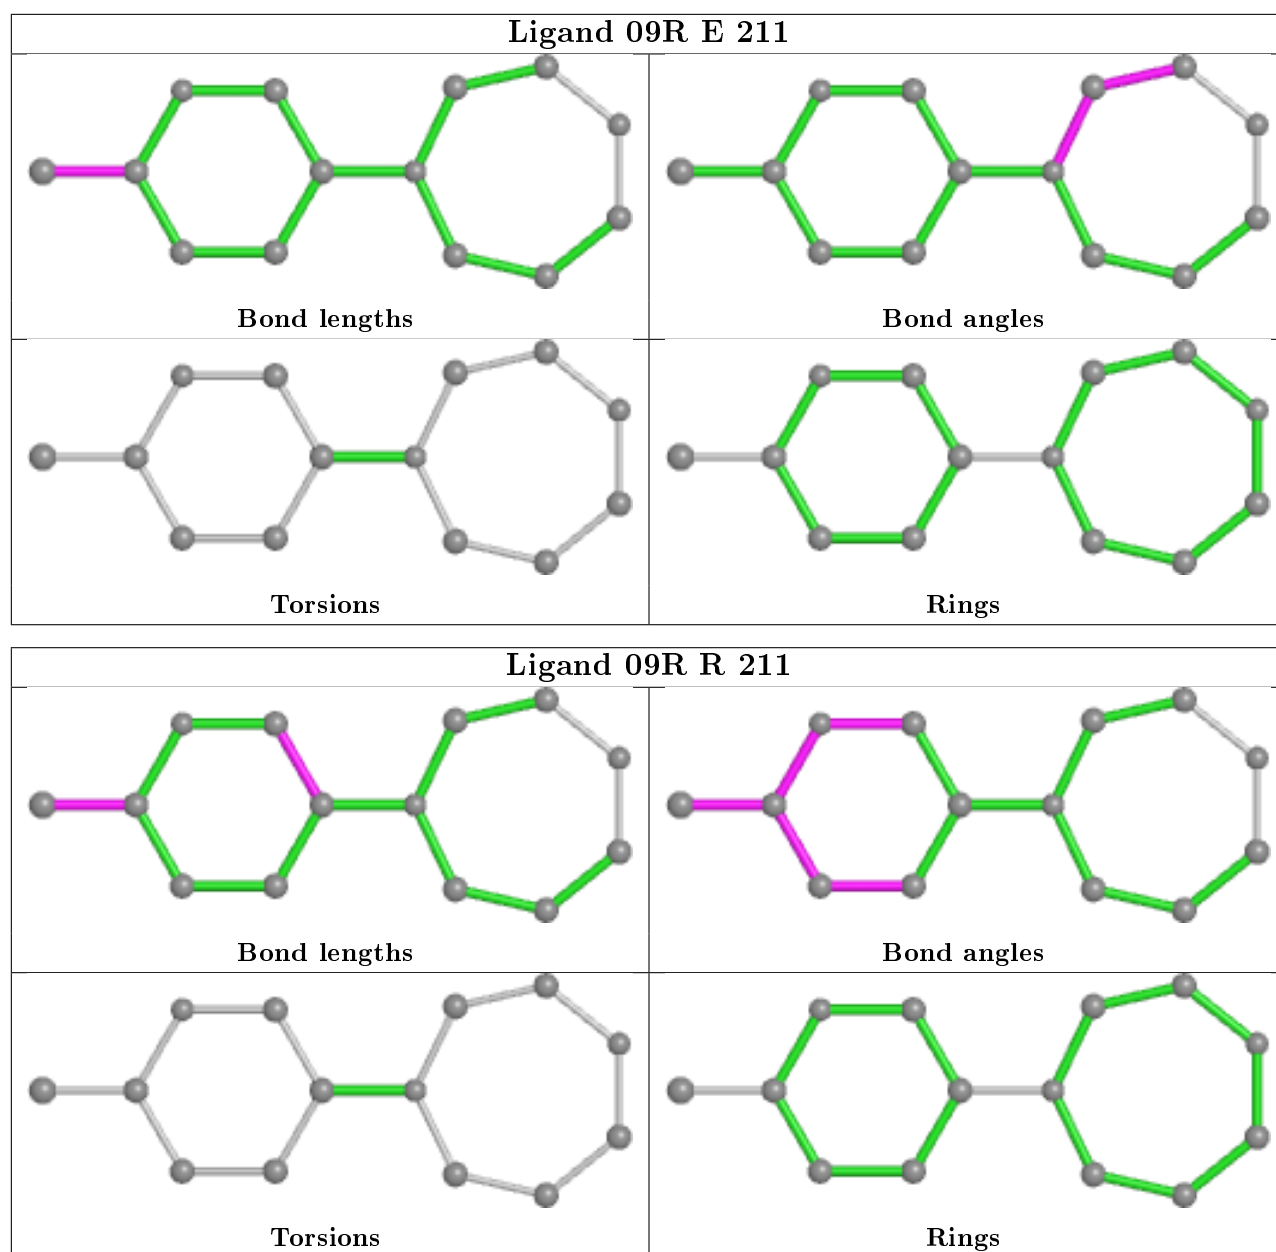 Ligand 09R E 211
Bond lengths
Bond angles
Torsions
Rings
Ligand 09R R 211
Bond lengths
Bond angles
Torsions
Rings